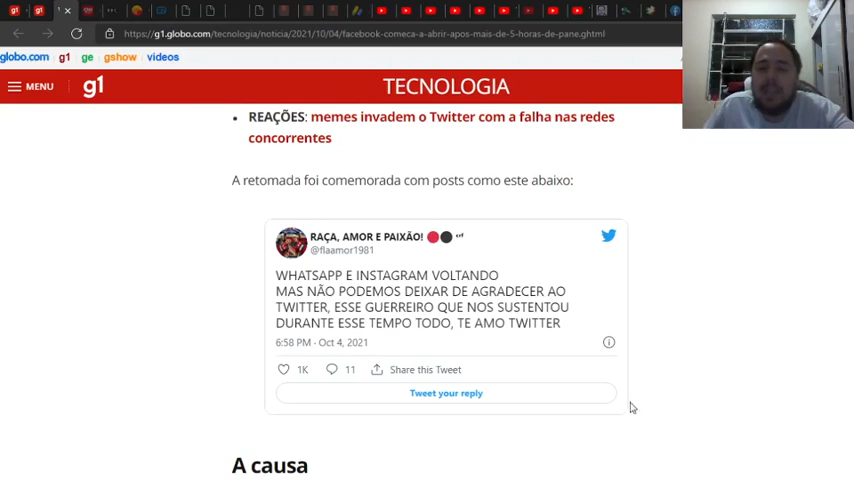 https://g1.globo.com/tecnologia/noticia/2021/10/04/facebook-comeca-a-abrir-apos-mais-de-5-horas-de-pane.ghtml
globo.com g1 ge gshow videos
MENU g1 TECNOLOGIA
• REAÇÕES: memes invadem o Twitter com a falha nas redes
concorrentes
A retomada foi comemorada com posts como este abaixo:
RAÇA, AMOR E PAIXÃO!
@flaamor1981
WHATSAPP E INSTAGRAM VOLTANDO
MAS NÃO PODEMOS DEIXAR DE AGRADECER AO
TWITTER, ESSE GUERREIRO QUE NOS SUSTENTOU
DURANTE ESSE TEMPO TODO, TE AMO TWITTER
6:58 PM · Oct 4, 2021
1K 11 Share this Tweet
Tweet your reply
A causa